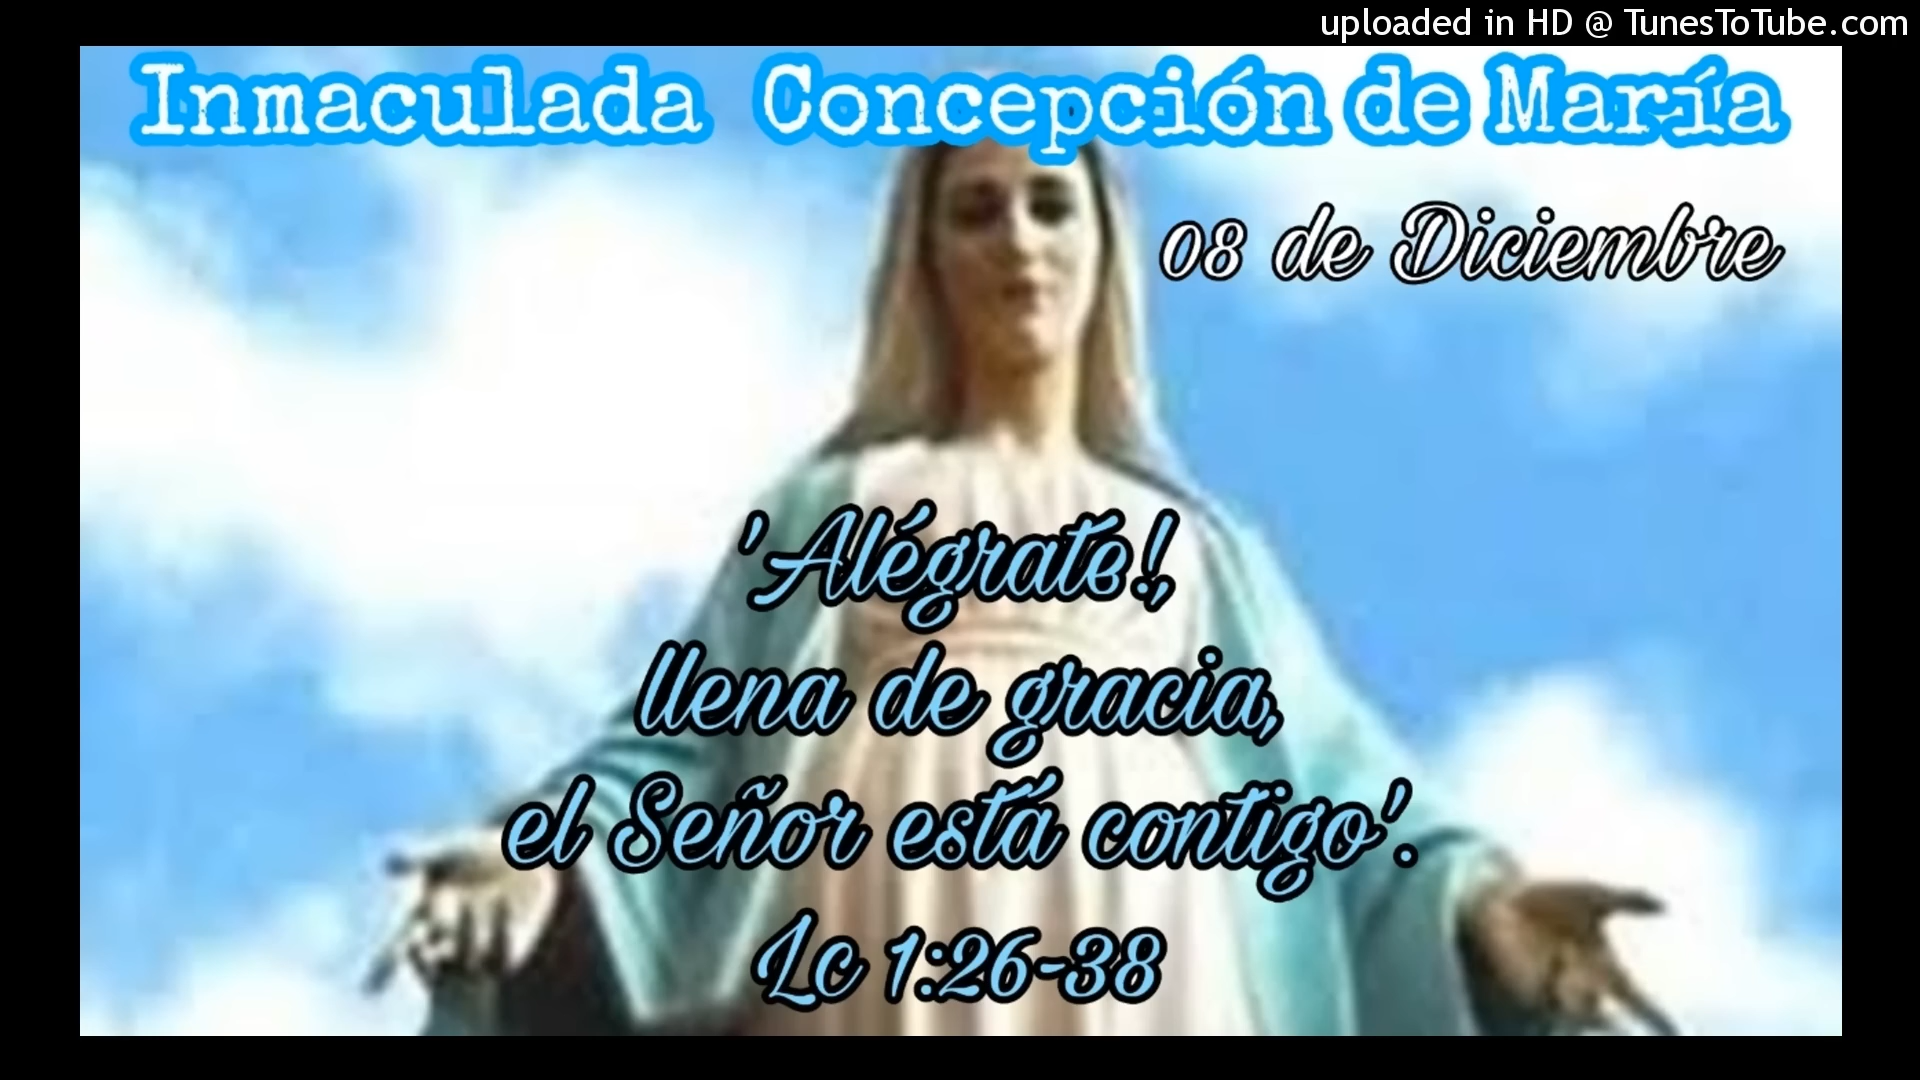 uploaded in HD @ TunesToTube.com
Inmaculada Concepción de María
08 de Diciembre
'Alégrate!,
llena de gracia,
el Señor está contigo'.
Lc 1:26-38